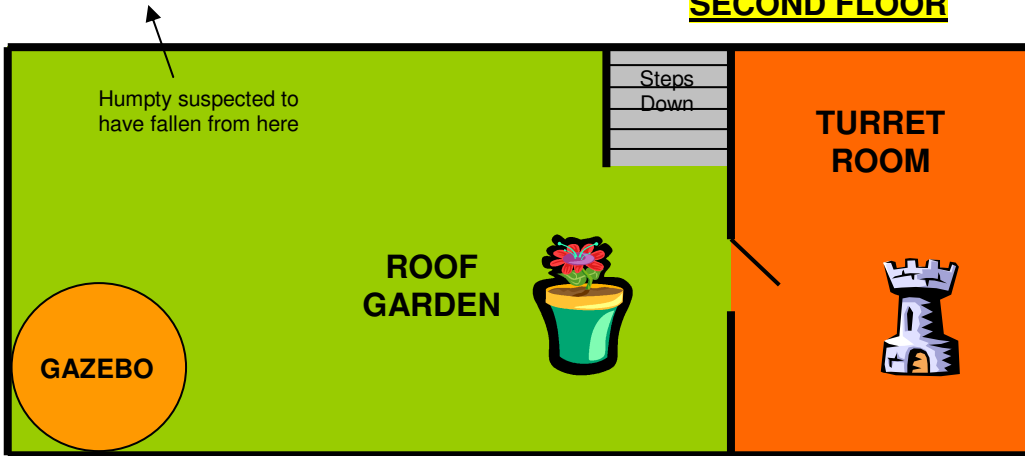 SECOND FLOOR
Steps
Down
Humpty suspected to
have fallen from here
TURRET
ROOM
ROOF
GARDEN
GAZEBO